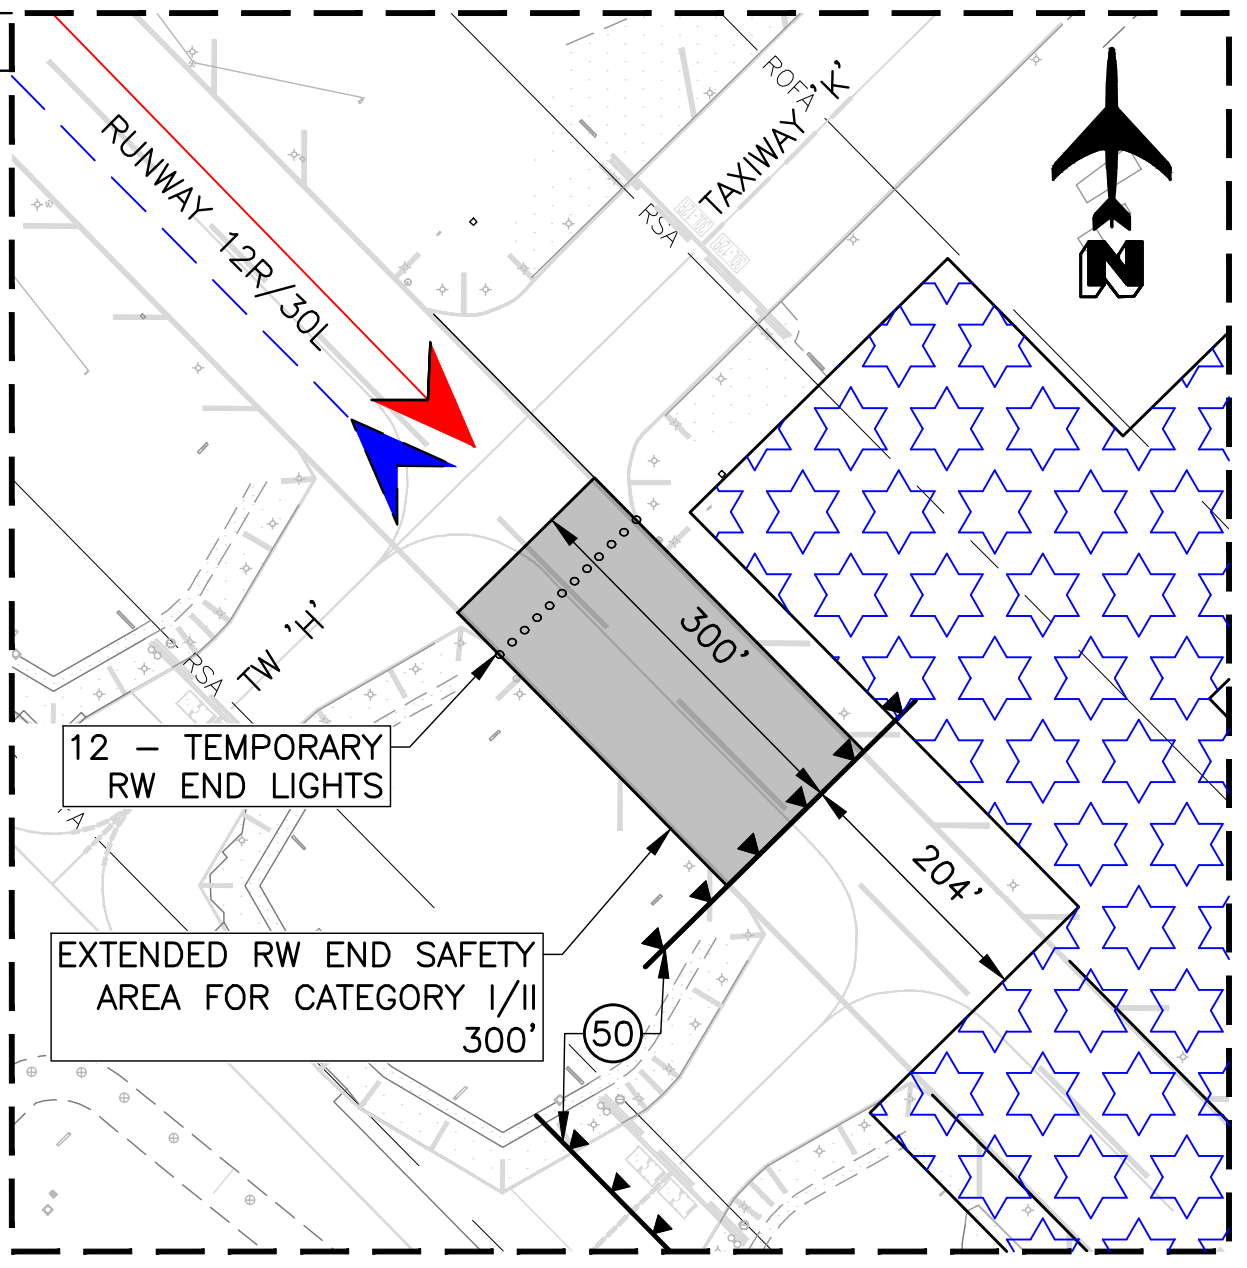 ROFA
TAXIWAY 'K'
RUNWAY 12R/30L
RSA
N
300'
TW 'H'
RSA
12 - TEMPORARY
RW END LIGHTS
204'
EXTENDED RW END SAFETY
AREA FOR CATEGORY I/II
300'
50